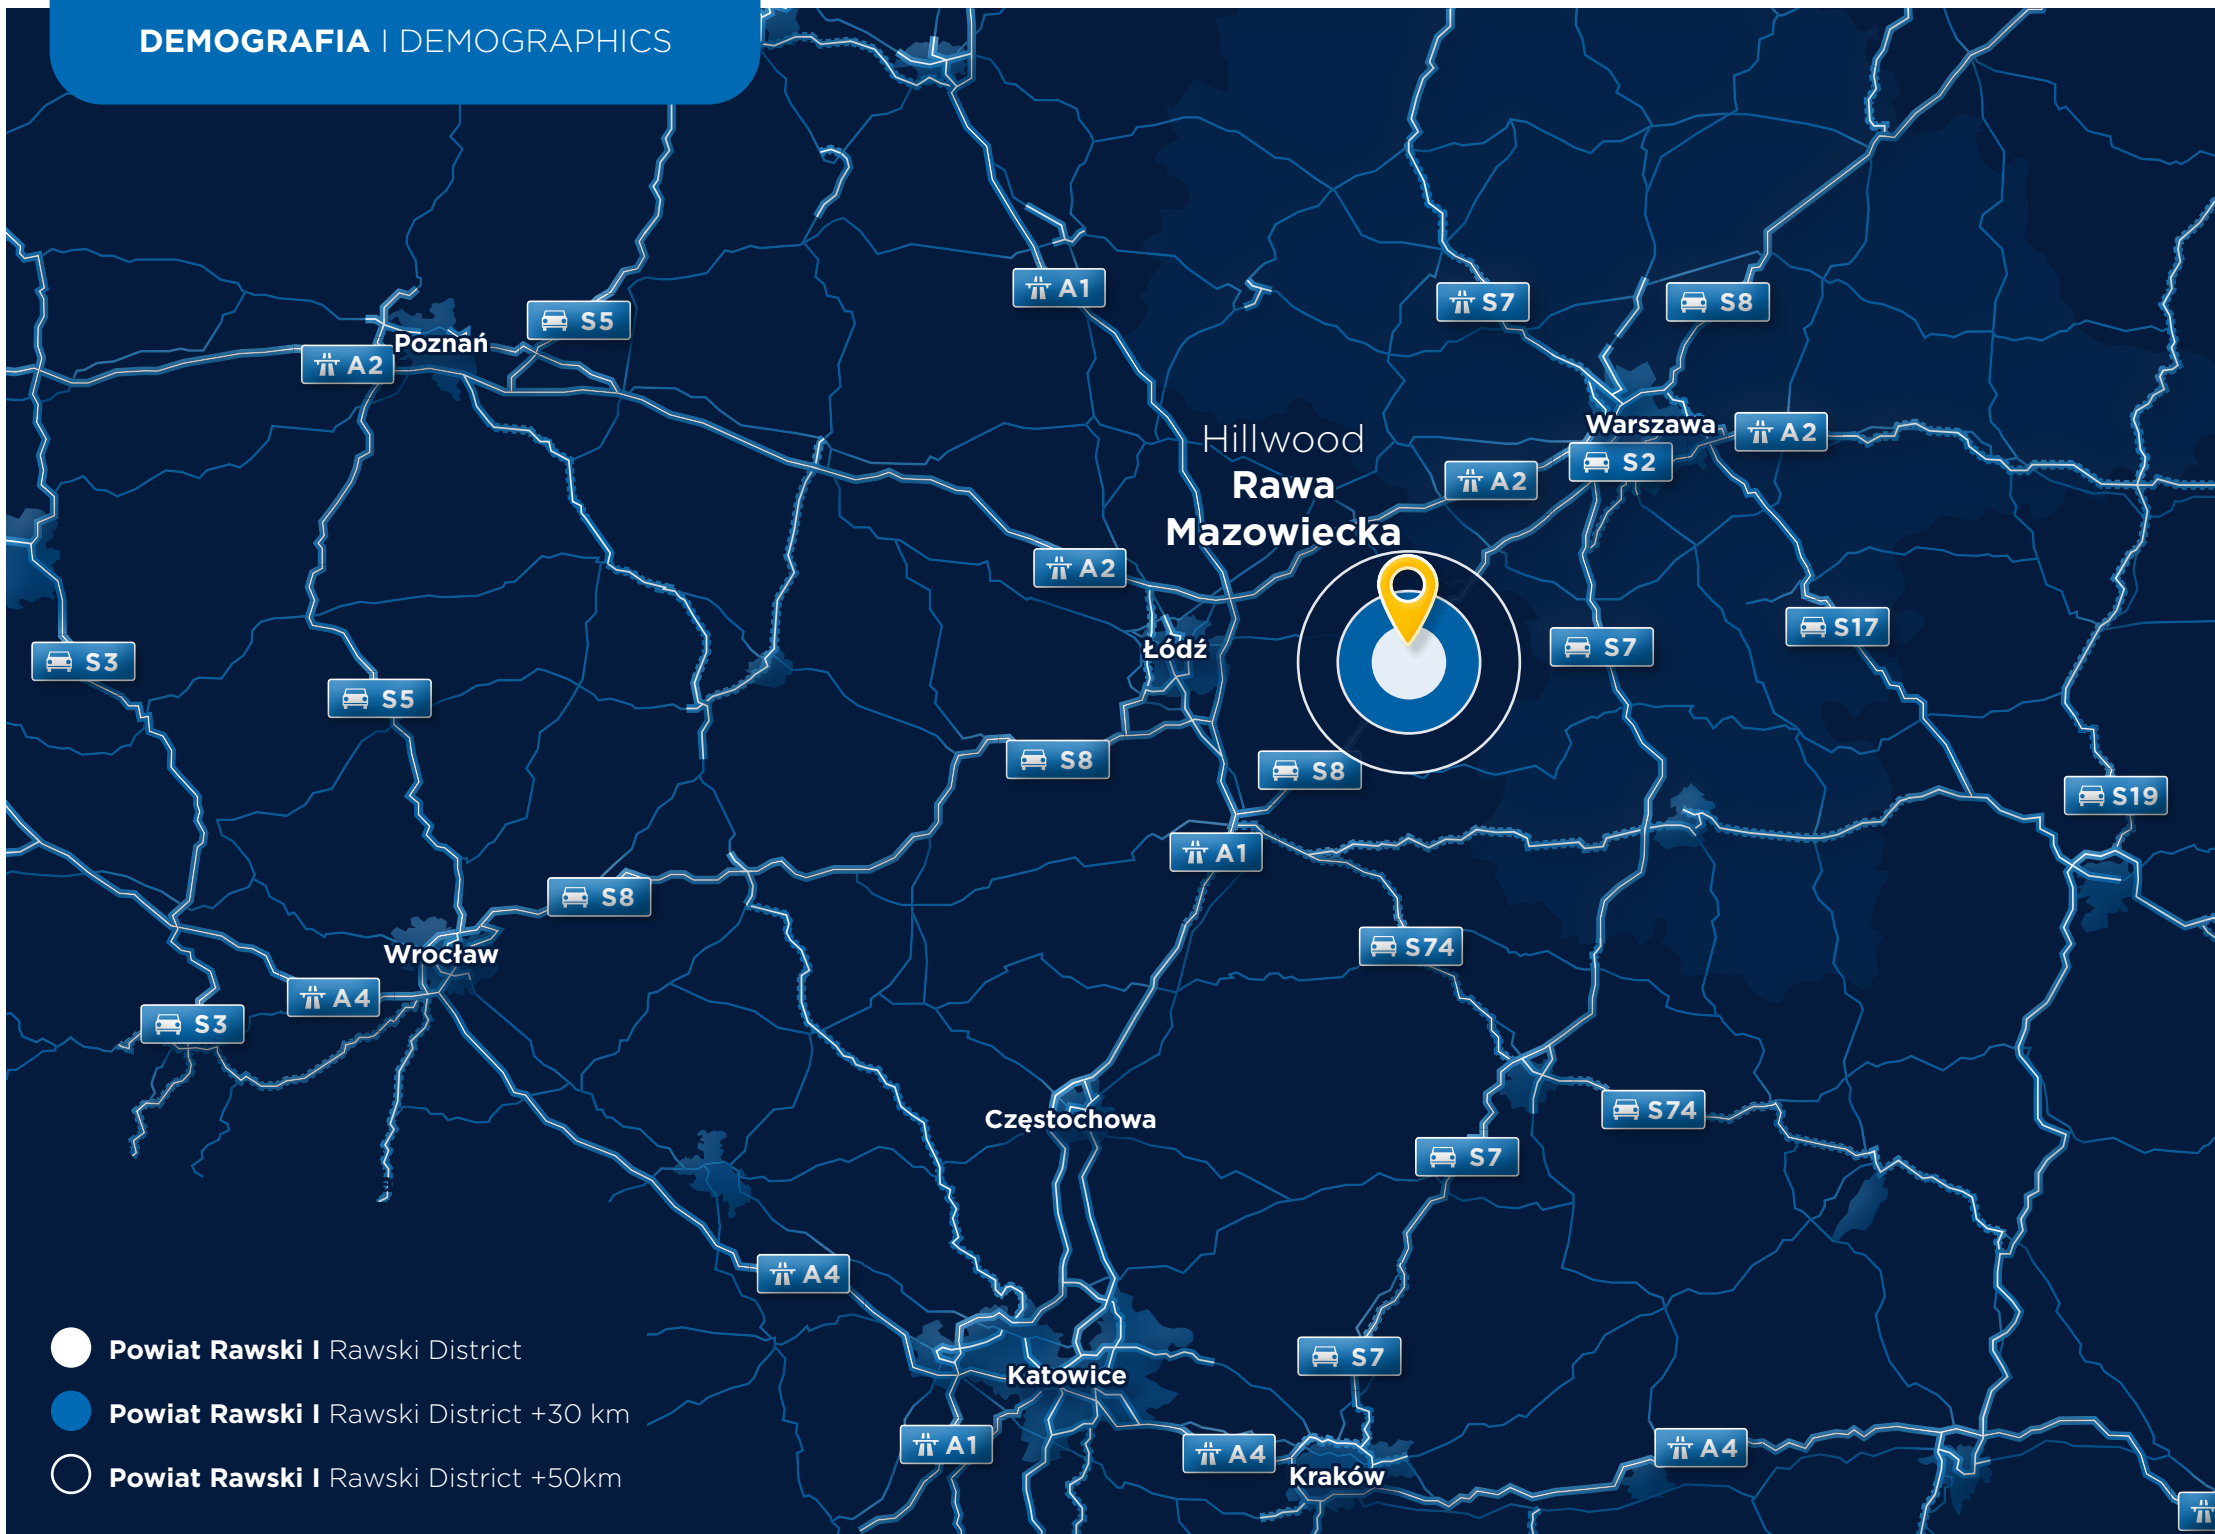 DEMOGRAFIA I DEMOGRAPHICS
A1
S7
S8
S5
Poznań
A2
Warszawa
A2
Hillwood
Rawa
Mazowiecka
S2
A2
A2
S17
S7
Łódź
S3
S5
S8
S8
S19
A1
S8
S74
Wrocław
A4
S3
Częstochowa
S74
S7
A4
S7
Katowice
A1
A4
Kraków
A4
Powiat Rawski I Rawski District
Powiat Rawski I Rawski District +30 km
Powiat Rawski I Rawski District +50km